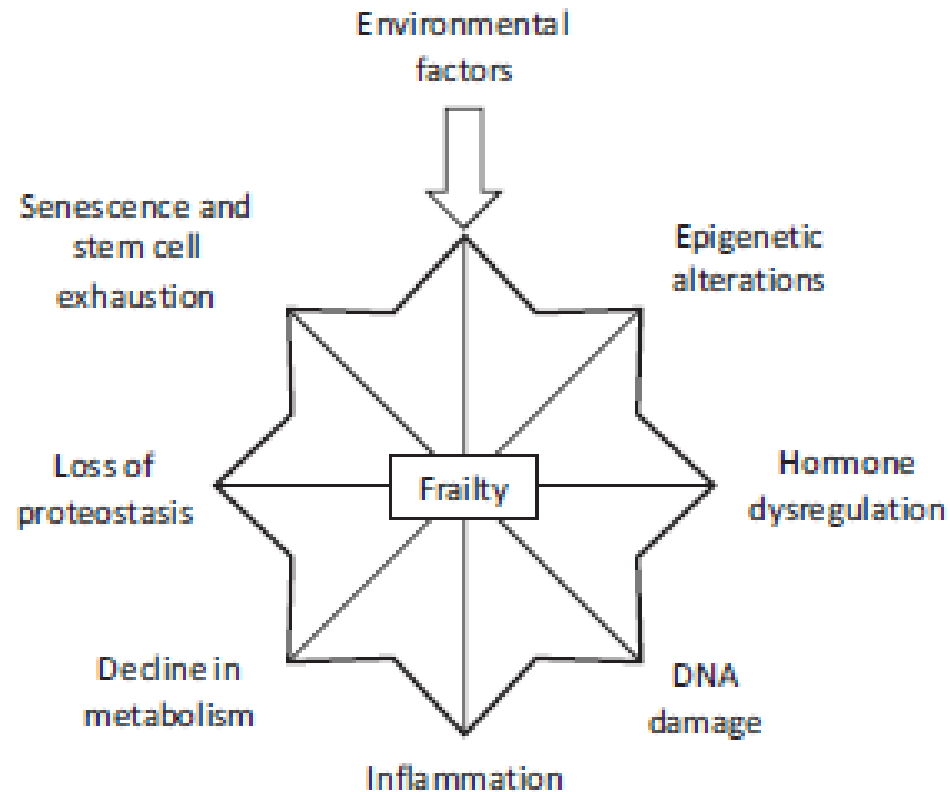 Environmental
factors
Senescence and
stem cell
exhaustion
Epigenetic
alterations
Loss of
proteostasis
Frailty
Hormone
dysregulation
Decline in
metabolism
DNA
damage
Inflammation